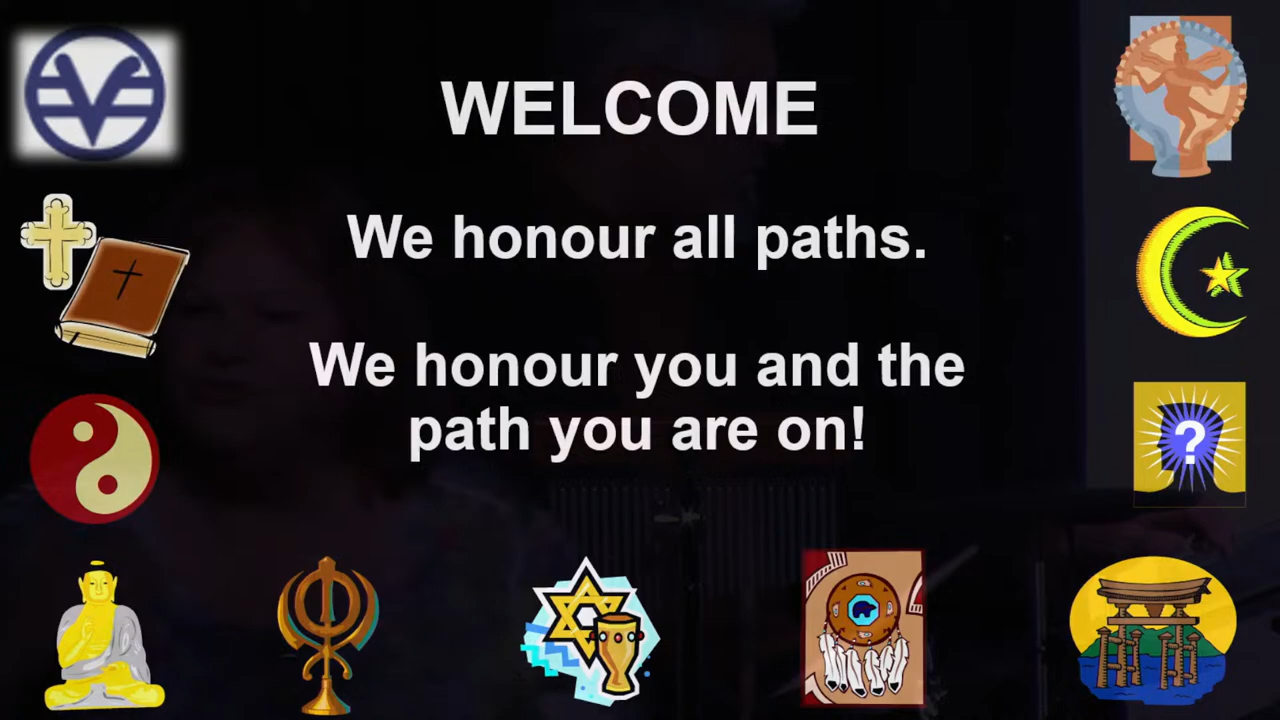 WELCOME
We honour all paths.
We honour you and the
path you are on!
?